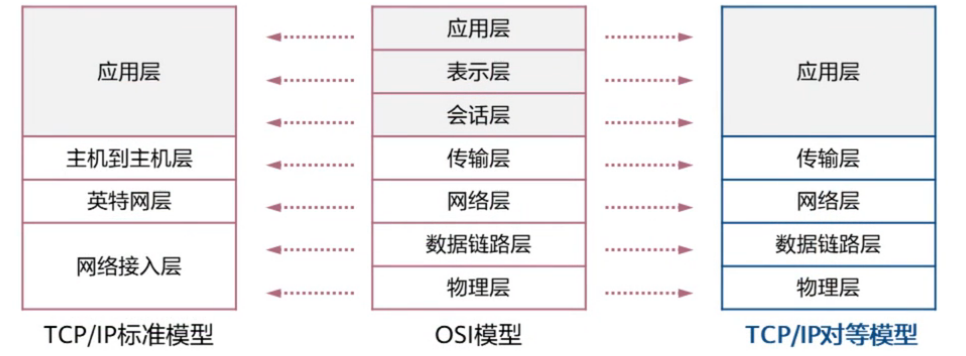 应用层
主机到主机层
英特网层
网络接入层
TCP/IP标准模型
应用层
表示层
会话层
传输层
网络层
数据链路层
物理层
OSI模型
应用层
传输层
网络层
数据链路层
物理层
TCP/IP对等模型